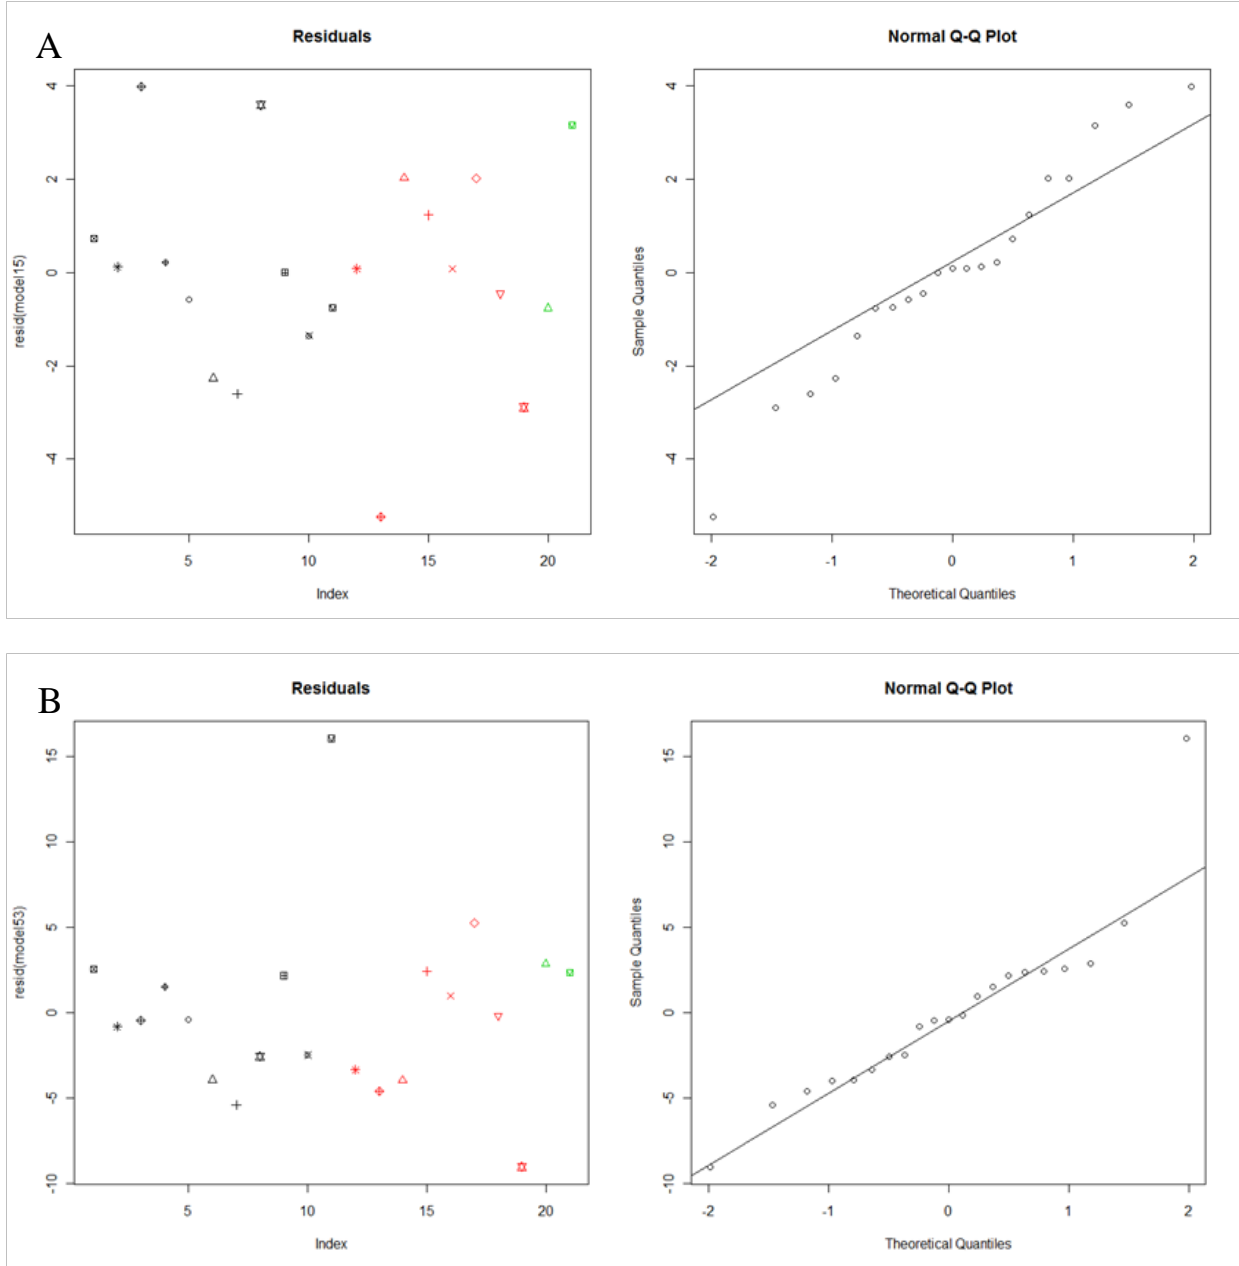 A
Residuals
Normal Q-Q Plot
resid(model15)
4
2
0
-2
-4
5
10
15
20
Index
Sample Quantiles
4
2
0
-2
-4
-2
-1
0
1
2
Theoretical Quantiles
B
Residuals
Normal Q-Q Plot
resid(model53)
15
10
5
0
-5
-10
5
10
15
20
Index
Sample Quantiles
15
10
5
0
-5
-10
-2
-1
0
1
2
Theoretical Quantiles